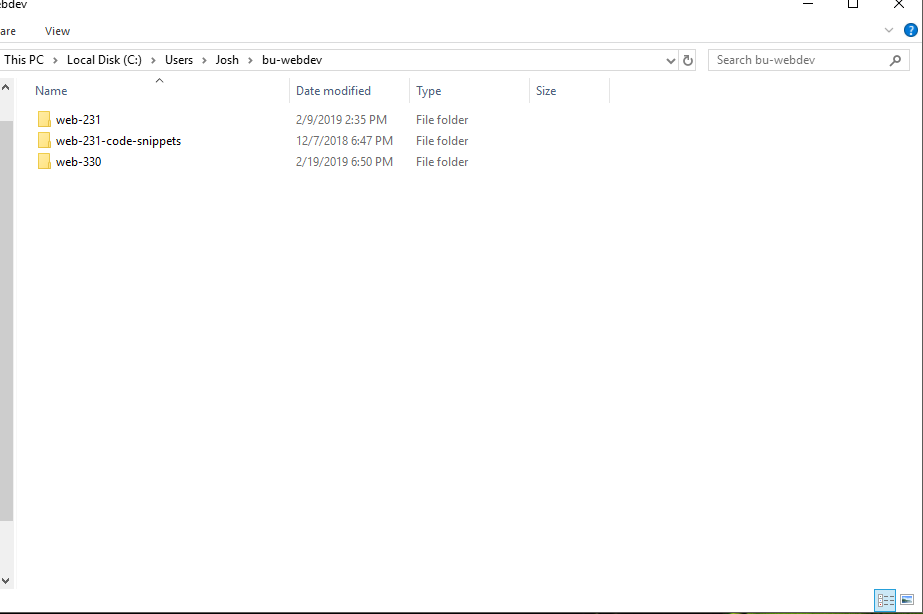 ebdev
are View
?
This PC > Local Disk (C:) > Users > Josh > bu-webdev Search bu-webdev
Name Date modified Type Size
web-231 2/9/2019 2:35 PM File folder
web-231-code-snippets 12/7/2018 6:47 PM File folder
web-330 2/19/2019 6:50 PM File folder